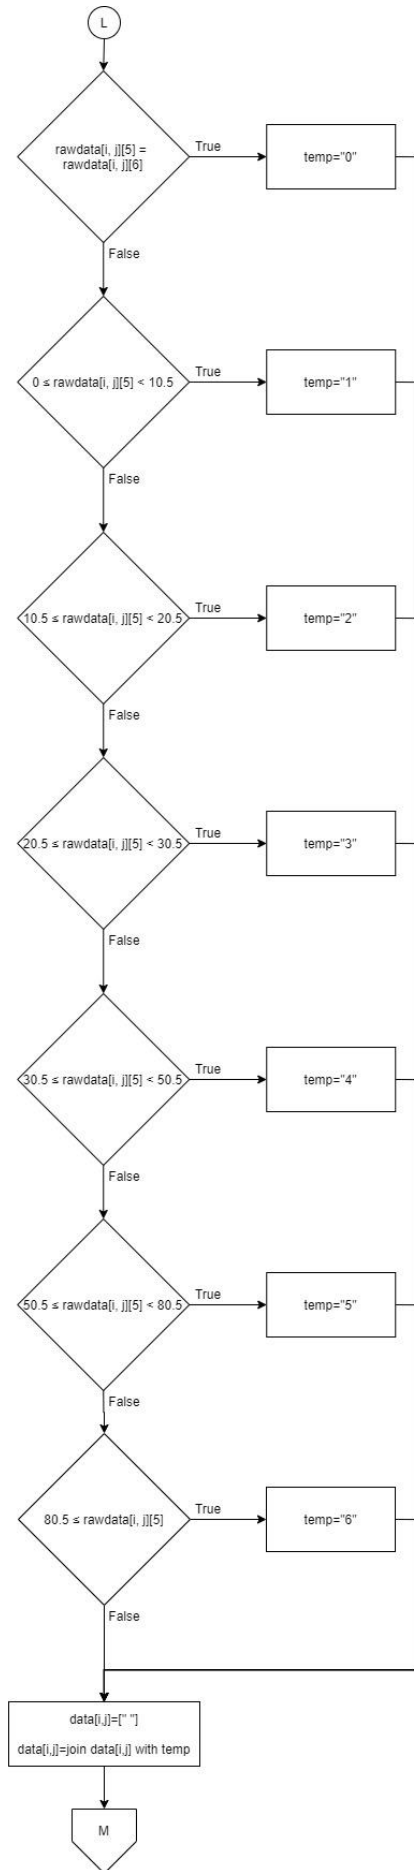 L
rawdata[i, j][5] =
rawdata[i, j][6]
True
temp="0"
False
0 ≤ rawdata[i, j][5] < 10.5
True
temp="1"
False
10.5 ≤ rawdata[i, j][5] < 20.5
True
temp="2"
False
20.5 ≤ rawdata[i, j][5] < 30.5
True
temp="3"
False
30.5 ≤ rawdata[i, j][5] < 50.5
True
temp="4"
False
50.5 ≤ rawdata[i, j][5] < 80.5
True
temp="5"
False
80.5 ≤ rawdata[i, j][5]
True
temp="6"
False
data[i,j]=[" "]
data[i,j]=join data[i,j] with temp
M